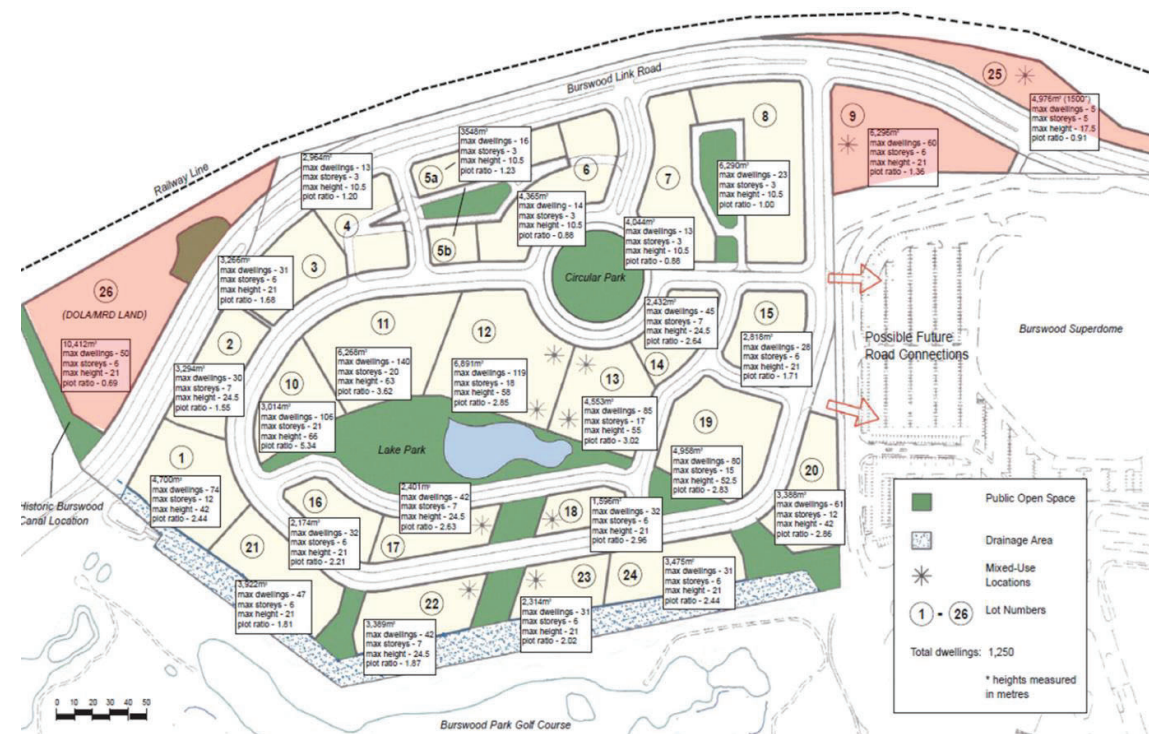 Burswood Link Road
Railway Line
25
4,976m² (1500*)
max dwellings - 5
max storeys - 5
max height - 17.5
plot ratio - 0.91
9
6,296m²
max dwellings - 60
max storeys - 6
max height - 21
plot ratio - 1.36
8
6,290m²
max dwellings - 23
max storeys - 3
max height - 10.5
plot ratio - 1.00
7
4,044m²
max dwellings - 13
max storeys - 3
max height - 10.5
plot ratio - 0.88
6
4,365m²
max dwelling - 14
max storeys - 3
max height - 10.5
plot ratio - 0.88
5a
3548m²
max dwellings - 16
max storeys - 3
max height - 10.5
plot ratio - 1.23
5b
2,964m²
max dwellings - 13
max storeys - 3
max height - 10.5
plot ratio - 1.20
4
3
3,266m²
max dwellings - 31
max storeys - 6
max height - 21
plot ratio - 1.68
26
(DOLA/MRD LAND)
10,412m²
max dwellings - 50
max storeys - 6
max height - 21
plot ratio - 0.69
2
3,294m²
max dwellings - 30
max storeys - 7
max height - 24.5
plot ratio - 1.55
Circular Park
11
6,266m²
max dwellings - 140
max storeys - 20
max height - 63
plot ratio - 3.62
12
6,891m²
max dwellings - 119
max storeys - 18
max height - 58
plot ratio - 2.85
10
3,014m²
max dwellings - 106
max storeys - 21
max height - 66
plot ratio - 5.34
13
4,553m²
max dwellings - 85
max storeys - 17
max height - 55
plot ratio - 3.02
14
2,432m²
max dwellings - 45
max storeys - 7
max height - 24.5
plot ratio - 2.64
15
2,818m²
max dwellings - 28
max storeys - 6
max height - 21
plot ratio - 1.71
Possible Future
Road Connections
Burswood Superdome
Lake Park
19
4,958m²
max dwellings - 80
max storeys - 15
max height - 52.5
plot ratio - 2.83
20
3,388m²
max dwellings - 61
max storeys - 12
max height - 42
plot ratio - 2.86
1
4,700m²
max dwellings - 74
max storeys - 12
max height - 42
plot ratio - 2.44
Historic Burswood
Canal Location
16
2,174m²
max dwellings - 32
max storeys - 6
max height - 21
plot ratio - 2.21
17
2,401m²
max dwellings - 42
max storeys - 7
max height - 24.5
plot ratio - 2.63
18
1,596m²
max dwellings - 32
max storeys - 6
max height - 21
plot ratio - 2.96
21
3,922m²
max dwellings - 47
max storeys - 6
max height - 21
plot ratio - 1.81
22
3,389m²
max dwellings - 42
max storeys - 7
max height - 24.5
plot ratio - 1.87
23
2,314m²
max dwellings - 31
max storeys - 6
max height - 21
plot ratio - 2.02
24
3,475m²
max dwellings - 31
max storeys - 6
max height - 21
plot ratio - 2.44
Public Open Space
Drainage Area
Mixed-Use
Locations
1 - 26 Lot Numbers
Total dwellings: 1,250
* heights measured
in metres
0 10 20 30 40 50
Burswood Park Golf Course